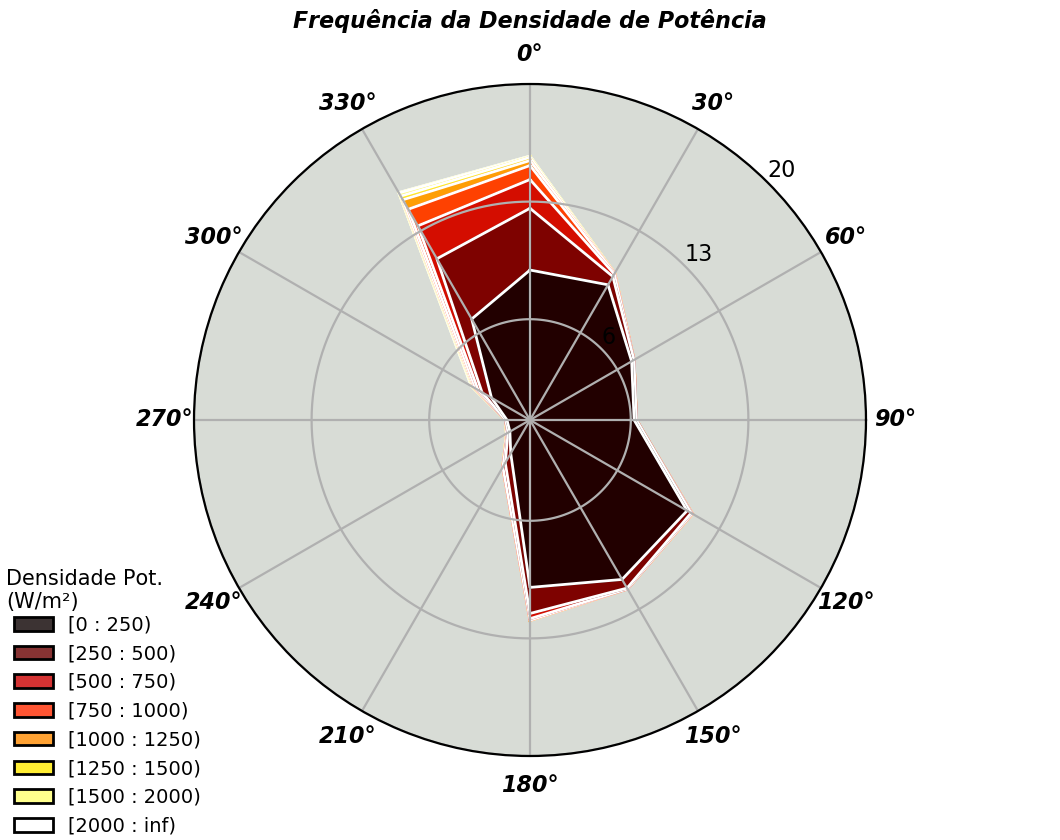 Frequência da Densidade de Potência
0°
330°
30°
20
300°
60°
13
6
270°
90°
Densidade Pot.
(W/m²)
240°
120°
[0 : 250)
[250 : 500)
[500 : 750)
[750 : 1000)
210°
150°
[1000 : 1250)
[1250 : 1500)
180°
[1500 : 2000)
[2000 : inf)